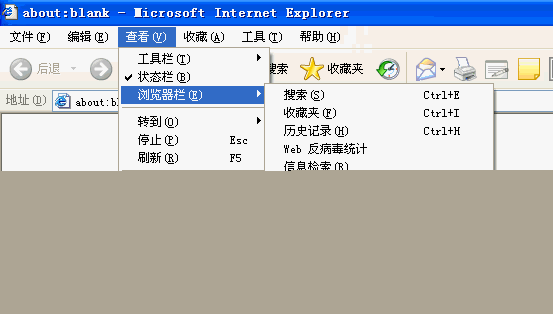 about:blank - Microsoft Internet Explorer
文件(F) 编辑(E) 查看(V) 收藏(A) 工具(T) 帮助(H)
后退 搜索 收藏夹
地址(D) about:bl
工具栏(T)
状态栏(B)
浏览器栏(E)
转到(O)
停止(P) Esc
刷新(R) F5
搜索(S) Ctrl+E
收藏夹(F) Ctrl+I
历史记录(H) Ctrl+H
Web 反病毒统计
信息检索(R)